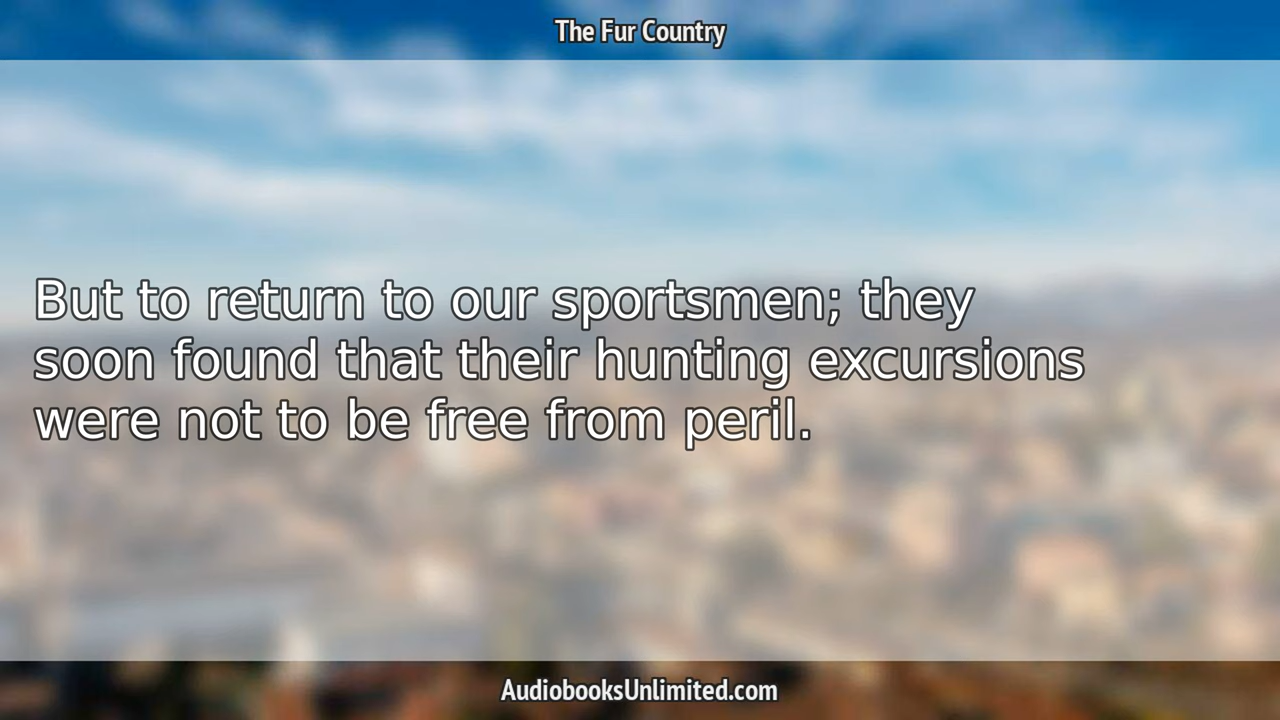 The Fur Country
But to return to our sportsmen; they
soon found that their hunting excursions
were not to be free from peril.
AudiobooksUnlimited.com